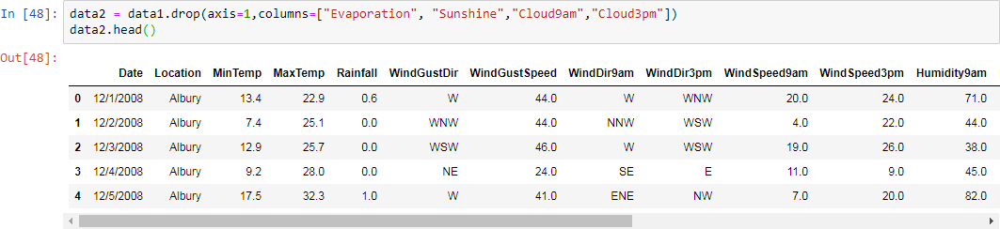 In [48]: data2 = data1.drop(axis=1,columns=["Evaporation", "Sunshine","Cloud9am","Cloud3pm"])
data2.head()
Out[48]:
Date Location MinTemp MaxTemp Rainfall WindGustDir WindGustSpeed WindDir9am WindDir3pm WindSpeed9am WindSpeed3pm Humidity9am
0 12/1/2008 Albury 13.4 22.9 0.6 W 44.0 W WNW 20.0 24.0 71.0
1 12/2/2008 Albury 7.4 25.1 0.0 WNW 44.0 NNW WSW 4.0 22.0 44.0
2 12/3/2008 Albury 12.9 25.7 0.0 WSW 46.0 W WSW 19.0 26.0 38.0
3 12/4/2008 Albury 9.2 28.0 0.0 NE 24.0 SE E 11.0 9.0 45.0
4 12/5/2008 Albury 17.5 32.3 1.0 W 41.0 ENE NW 7.0 20.0 82.0